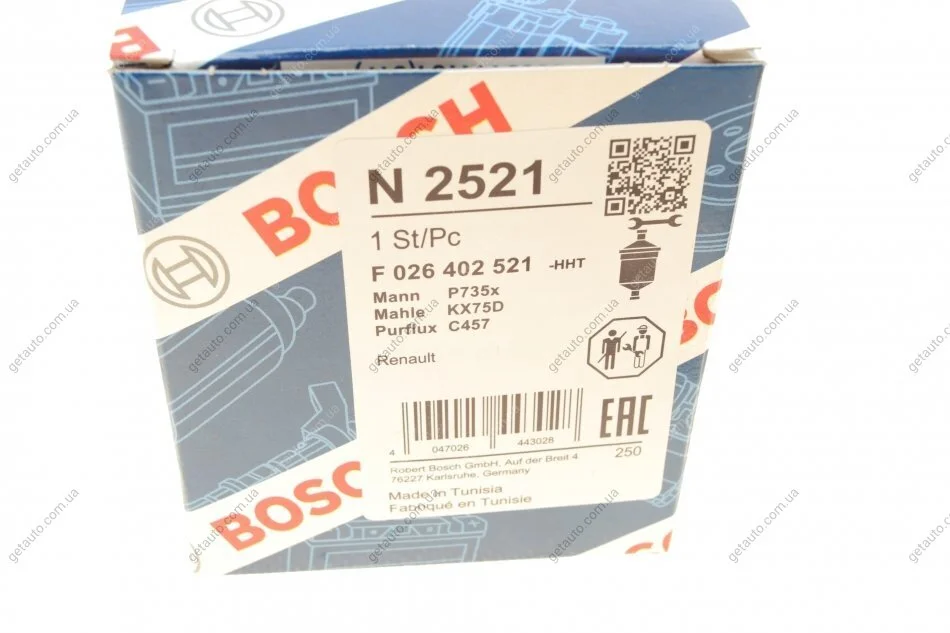 BOSCH
N 2521
1 St/Pc
F 026 402 521 -HHT
Mann P735x
Mahle KX75D
Purflux C457
Renault
EAC
4 047026 443028
250
Robert Bosch GmbH, Auf der Breit 4
76227 Karlsruhe, Germany
Made in Tunisia
Fabriqué en Tunisie
BOSC
getauto.com.ua